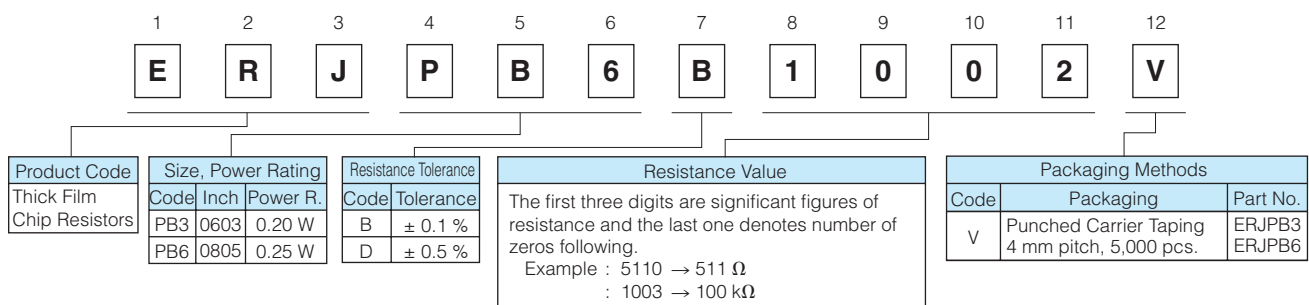 1 2 3 4 5 6 7 8 9 10 11 12
E R J P B 6 B 1 0 0 2 V
Product Code
Thick Film
Chip Resistors
Size, Power Rating
Code Inch Power R.
PB3 0603 0.20 W
PB6 0805 0.25 W
Resistance Tolerance
Code Tolerance
B ± 0.1 %
D ± 0.5 %
Resistance Value
The first three digits are significant figures of
resistance and the last one denotes number of
zeros following.
Example : 5110 → 511 Ω
: 1003 → 100 kΩ
Packaging Methods
Code Packaging Part No.
V Punched Carrier Taping ERJPB3
4 mm pitch, 5,000 pcs. ERJPB6